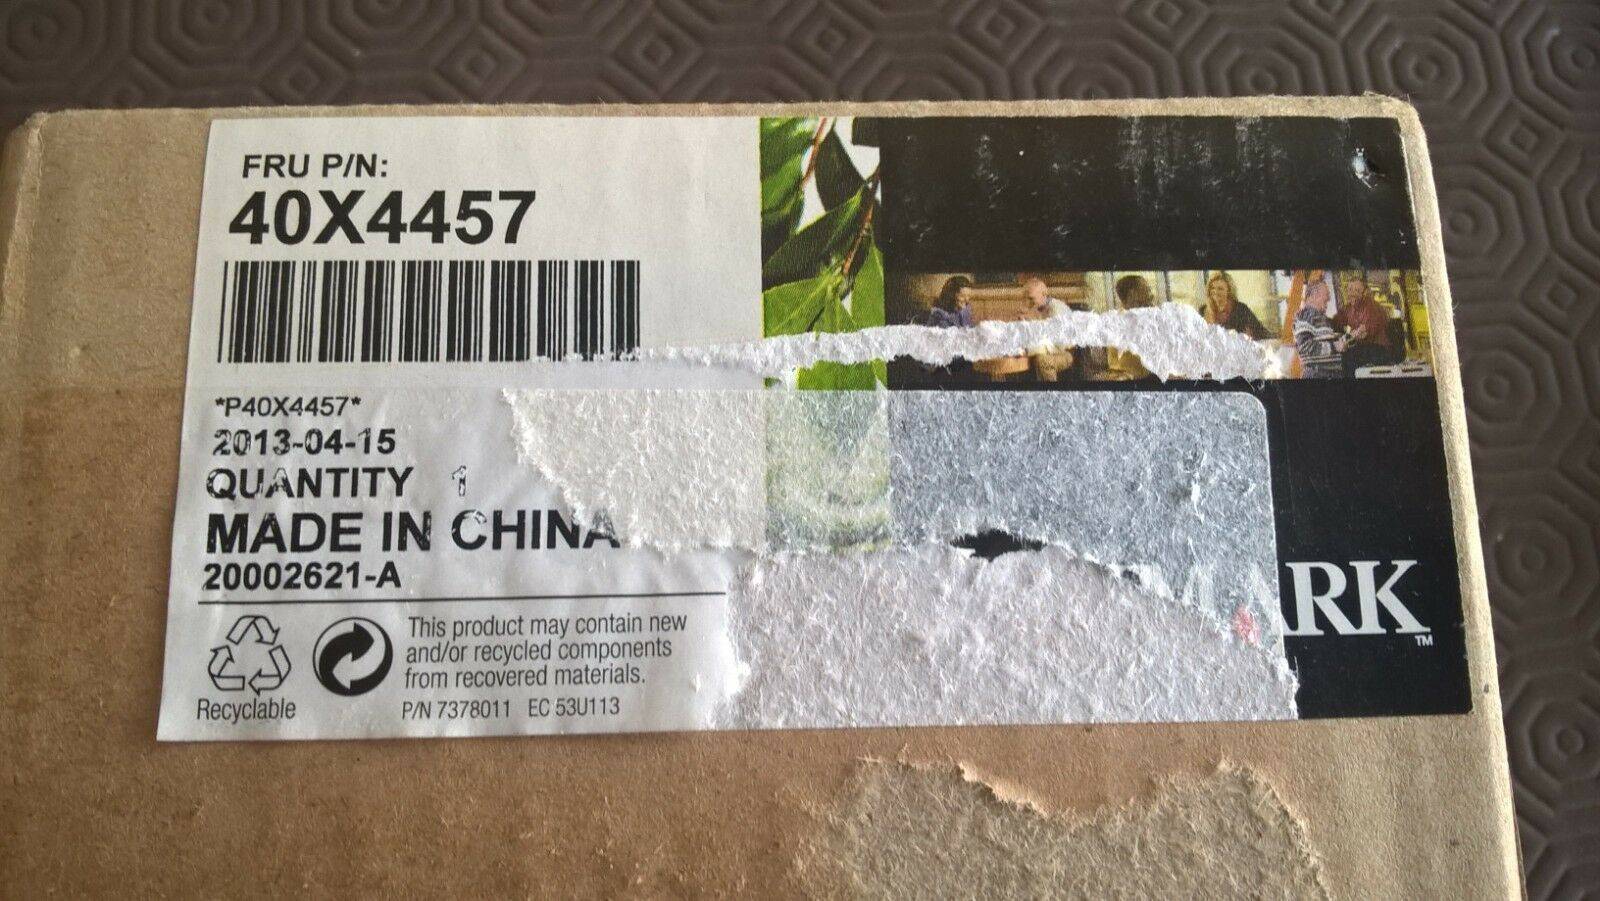 FRU P/N:
40X4457
*P40X4457*
2013-04-15
QUANTITY 1
MADE IN CHINA
20002621-A
This product may contain new
and/or recycled components
from recovered materials.
Recyclable
P/N 7378011 EC 53U113
ARK™